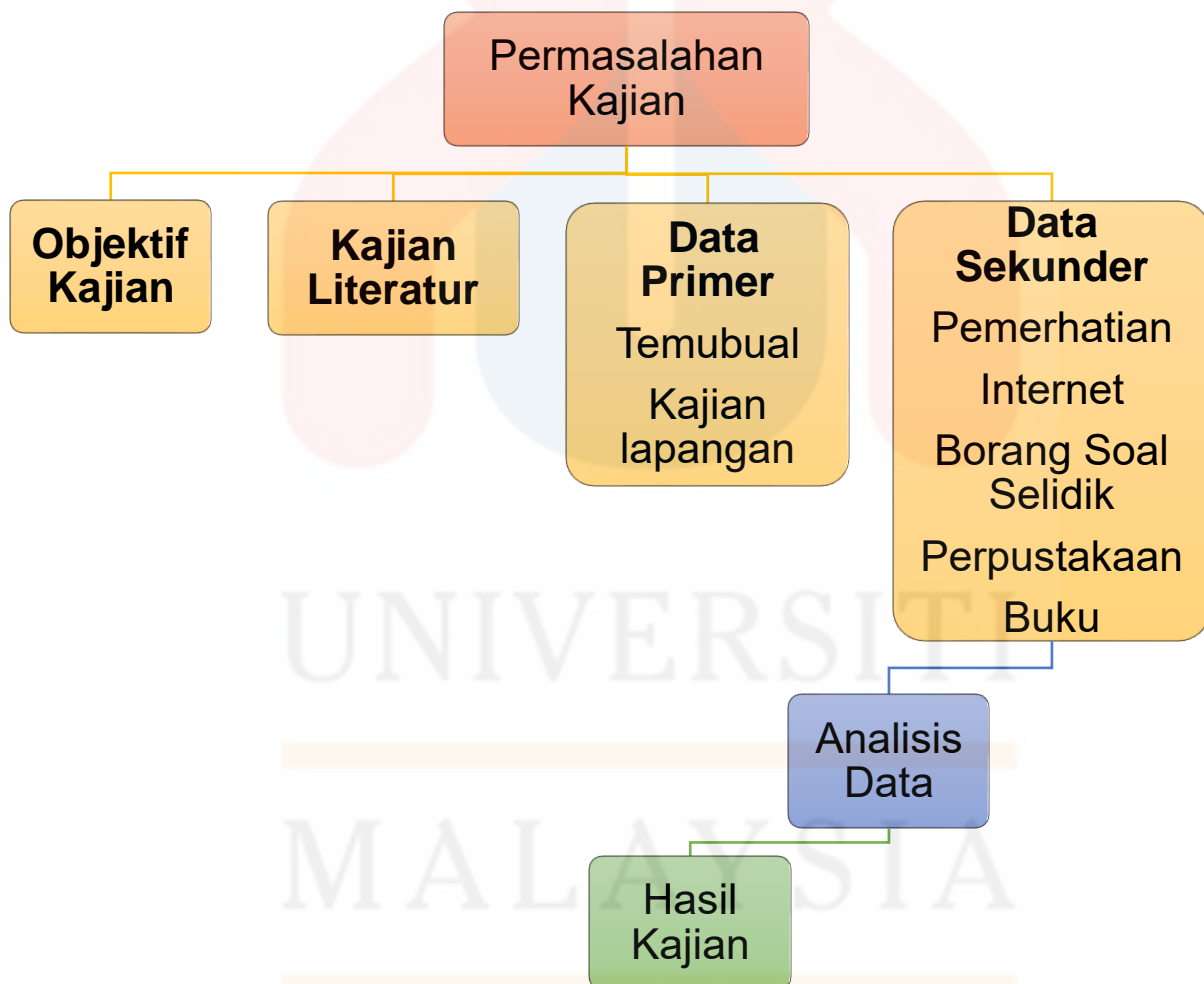 Permasalahan
Kajian
Objektif
Kajian
Kajian
Literatur
Data
Primer
Temubual
Kajian
lapangan
Data
Sekunder
Pemerhatian
Internet
Borang Soal
Selidik
Perpustakaan
Buku
UNIVERSITI
Analisis
Data
MALAYSIA
Hasil
Kajian